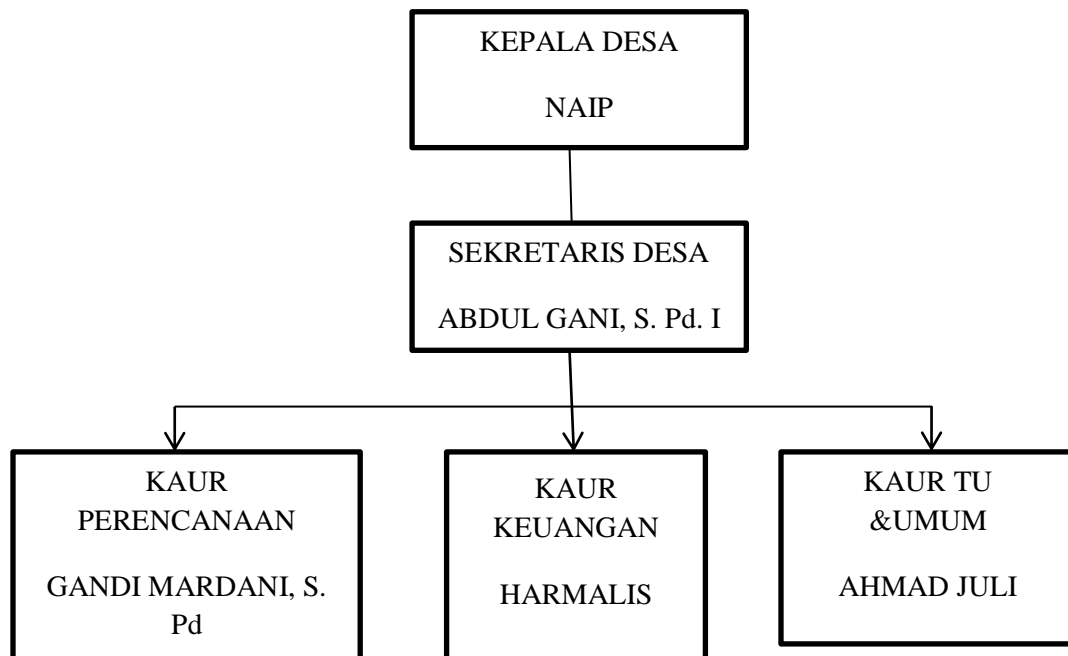 KEPALA DESA
NAIP
SEKRETARIS DESA
ABDUL GANI, S. Pd. I
KAUR
PERENCANAAN
GANDI MARDANI, S.
Pd
KAUR
KEUANGAN
HARMALIS
KAUR TU
&UMUM
AHMAD JULI